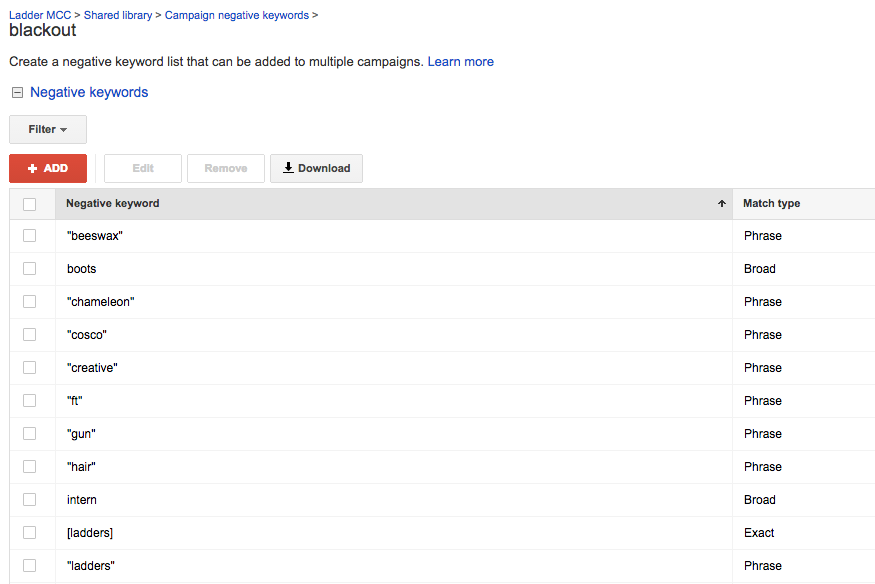 Ladder MCC > Shared library > Campaign negative keywords >
blackout
Create a negative keyword list that can be added to multiple campaigns. Learn more
Negative keywords
Filter
+ ADD Edit Remove Download
Negative keyword Match type
"beeswax" Phrase
boots Broad
"chameleon" Phrase
"cosco" Phrase
"creative" Phrase
"ft" Phrase
"gun" Phrase
"hair" Phrase
intern Broad
[ladders] Exact
"ladders" Phrase